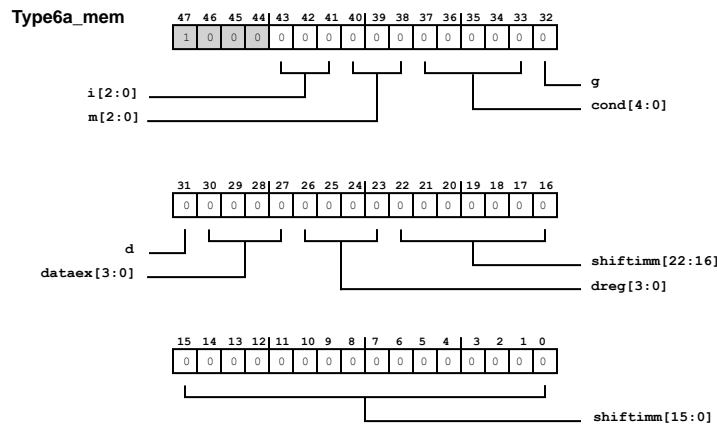 Type6a_mem
47 46 45 44 43 42 41 40 39 38 37 36 35 34 33 32
1 0 0 0 0 0 0 0 0 0 0 0 0 0 0 0
g
i[2:0]
cond[4:0]
m[2:0]
31 30 29 28 27 26 25 24 23 22 21 20 19 18 17 16
0 0 0 0 0 0 0 0 0 0 0 0 0 0 0 0
d
shiftimm[22:16]
dataex[3:0]
dreg[3:0]
15 14 13 12 11 10 9 8 7 6 5 4 3 2 1 0
0 0 0 0 0 0 0 0 0 0 0 0 0 0 0 0
shiftimm[15:0]